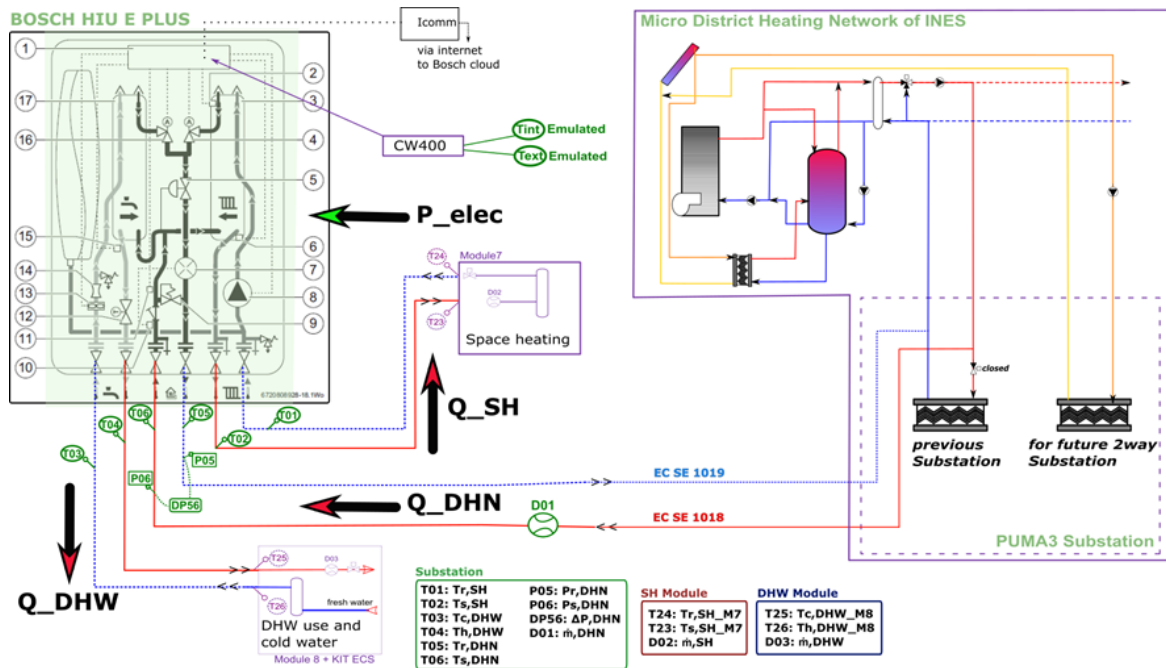 BOSCH HIU E PLUS
Icomm
via internet
to Bosch cloud
Micro District Heating Network of INES
1
2
17
3
16
4
CW400
Tint Emulated
Text Emulated
5
P_elec
15
6
14
7
13
8
12
11
9
10
6720808928-18.1Wo
T24
Module7
D02
T23
Space heating
Q_SH
T06
T05
T01
T04
T02
T03
P05
P06
DP56
Q_DHN
D01
EC SE 1019
EC SE 1018
closed
previous
Substation
for future 2way
Substation
PUMA3 Substation
Q_DHW
T25
D03
T26
fresh water
DHW use and
cold water
Module 8 + KIT ECS
Substation
T01: Tr,SH
T02: Ts,SH
T03: Tc,DHW
T04: Th,DHW
T05: Tr,DHN
T06: Ts,DHN
P05: Pr,DHN
P06: Ps,DHN
DP56: ΔP,DHN
D01: ṁ,DHN
SH Module
T24: Tr,SH_M7
T23: Ts,SH_M7
D02: ṁ,SH
DHW Module
T25: Tc,DHW_M8
T26: Th,DHW_M8
D03: ṁ,DHW